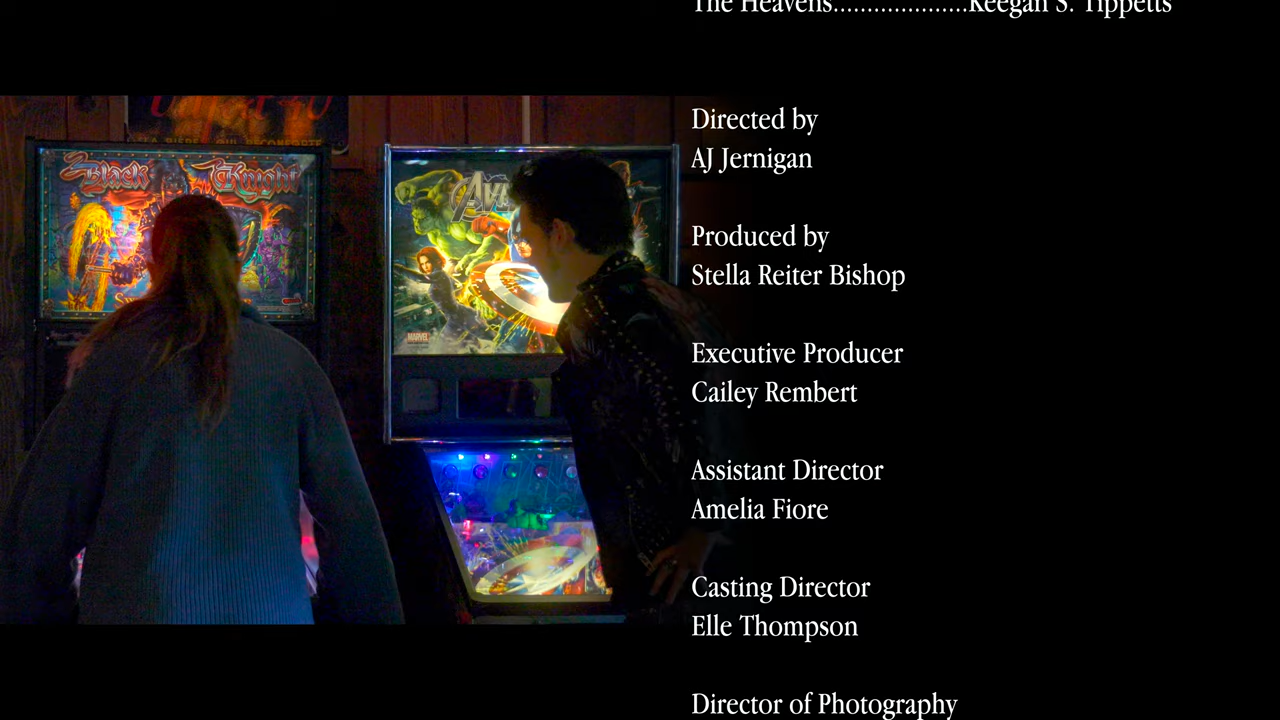 The Heavens....................Keegan S. Tippetts
Directed by
AJ Jernigan
Produced by
Stella Reiter Bishop
Executive Producer
Cailey Rembert
Assistant Director
Amelia Fiore
Casting Director
Elle Thompson
Director of Photography
Black Knight
MARVEL